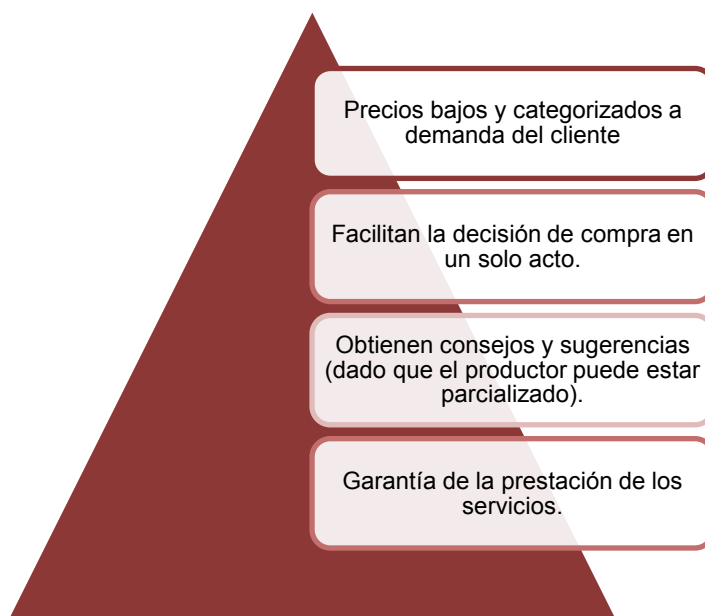 Precios bajos y categorizados a
demanda del cliente
Facilitan la decisión de compra en
un solo acto.
Obtienen consejos y sugerencias
(dado que el productor puede estar
parcializado).
Garantía de la prestación de los
servicios.